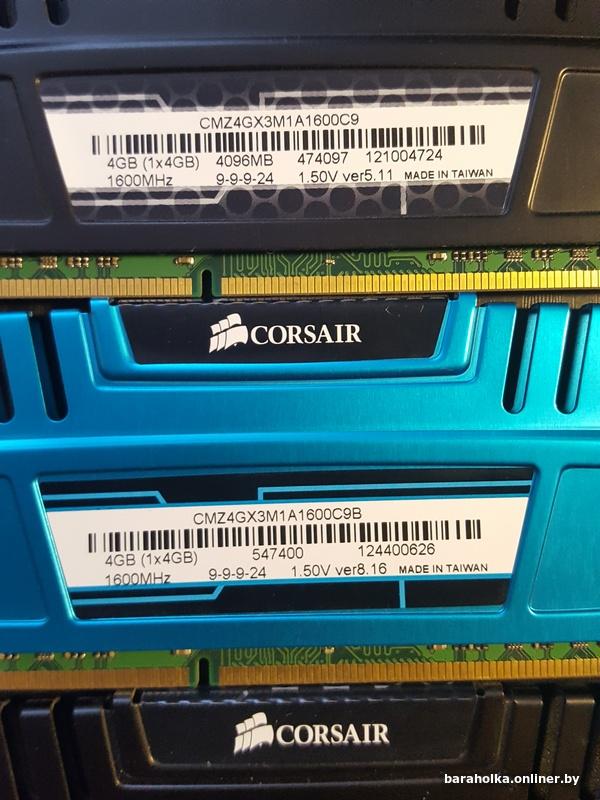 CMZ4GX3M1A1600C9
4GB (1x4GB) 4096MB 474097 121004724
1600MHz 9-9-9-24 1.50V ver5.11 MADE IN TAIWAN
CORSAIR
CMZ4GX3M1A1600C9B
4GB (1x4GB) 547400 124400626
1600MHz 9-9-9-24 1.50V ver8.16 MADE IN TAIWAN
CORSAIR
baraholka.onliner.by